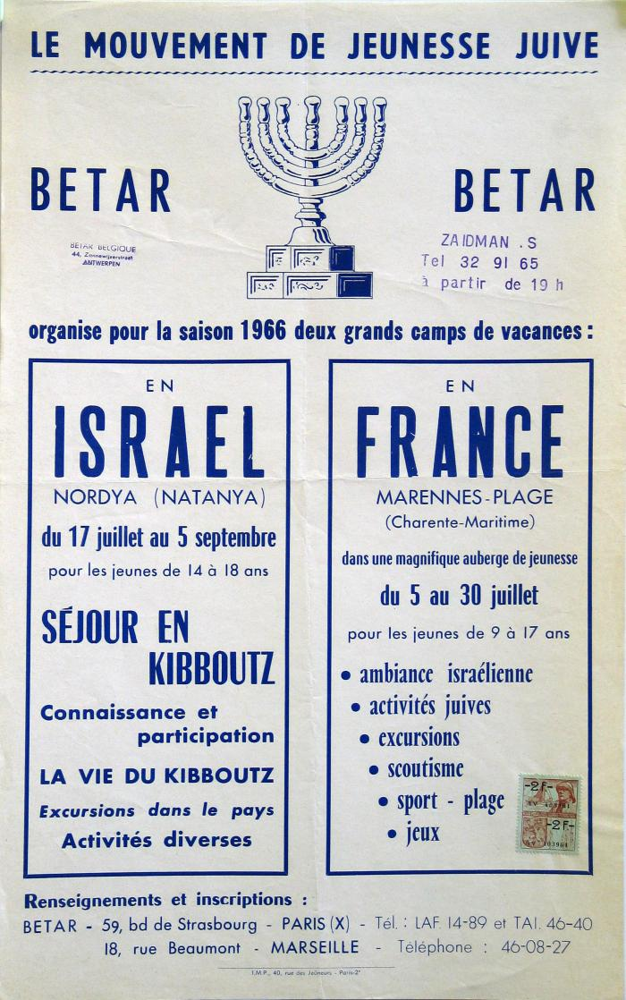 LE MOUVEMENT DE JEUNESSE JUIVE
BETAR
BETAR
BETAR BELGIQUE
44, Zonnewijzerstraat
ANTWERPEN
ZAIDMAN .S
Tel 32 91 65
à partir de 19 h
organise pour la saison 1966 deux grands camps de vacances :
EN
ISRAEL
NORDYA (NATANYA)
du 17 juillet au 5 septembre
pour les jeunes de 14 à 18 ans
SÉJOUR EN
KIBBOUTZ
Connaissance et
participation
LA VIE DU KIBBOUTZ
Excursions dans le pays
Activités diverses
EN
FRANCE
MARENNES-PLAGE
(Charente-Maritime)
dans une magnifique auberge de jeunesse
du 5 au 30 juillet
pour les jeunes de 9 à 17 ans
• ambiance israélienne
• activités juives
• excursions
• scoutisme
• sport - plage
• jeux
-2F-
-2F-
Renseignements et inscriptions :
BETAR - 59, bd de Strasbourg - PARIS (X) - Tél. : LAF. 14-89 et TAI. 46-40
18, rue Beaumont - MARSEILLE - Téléphone : 46-08-27
I.M.P., 40, rue des Jeûneurs - Paris-2ᵉ